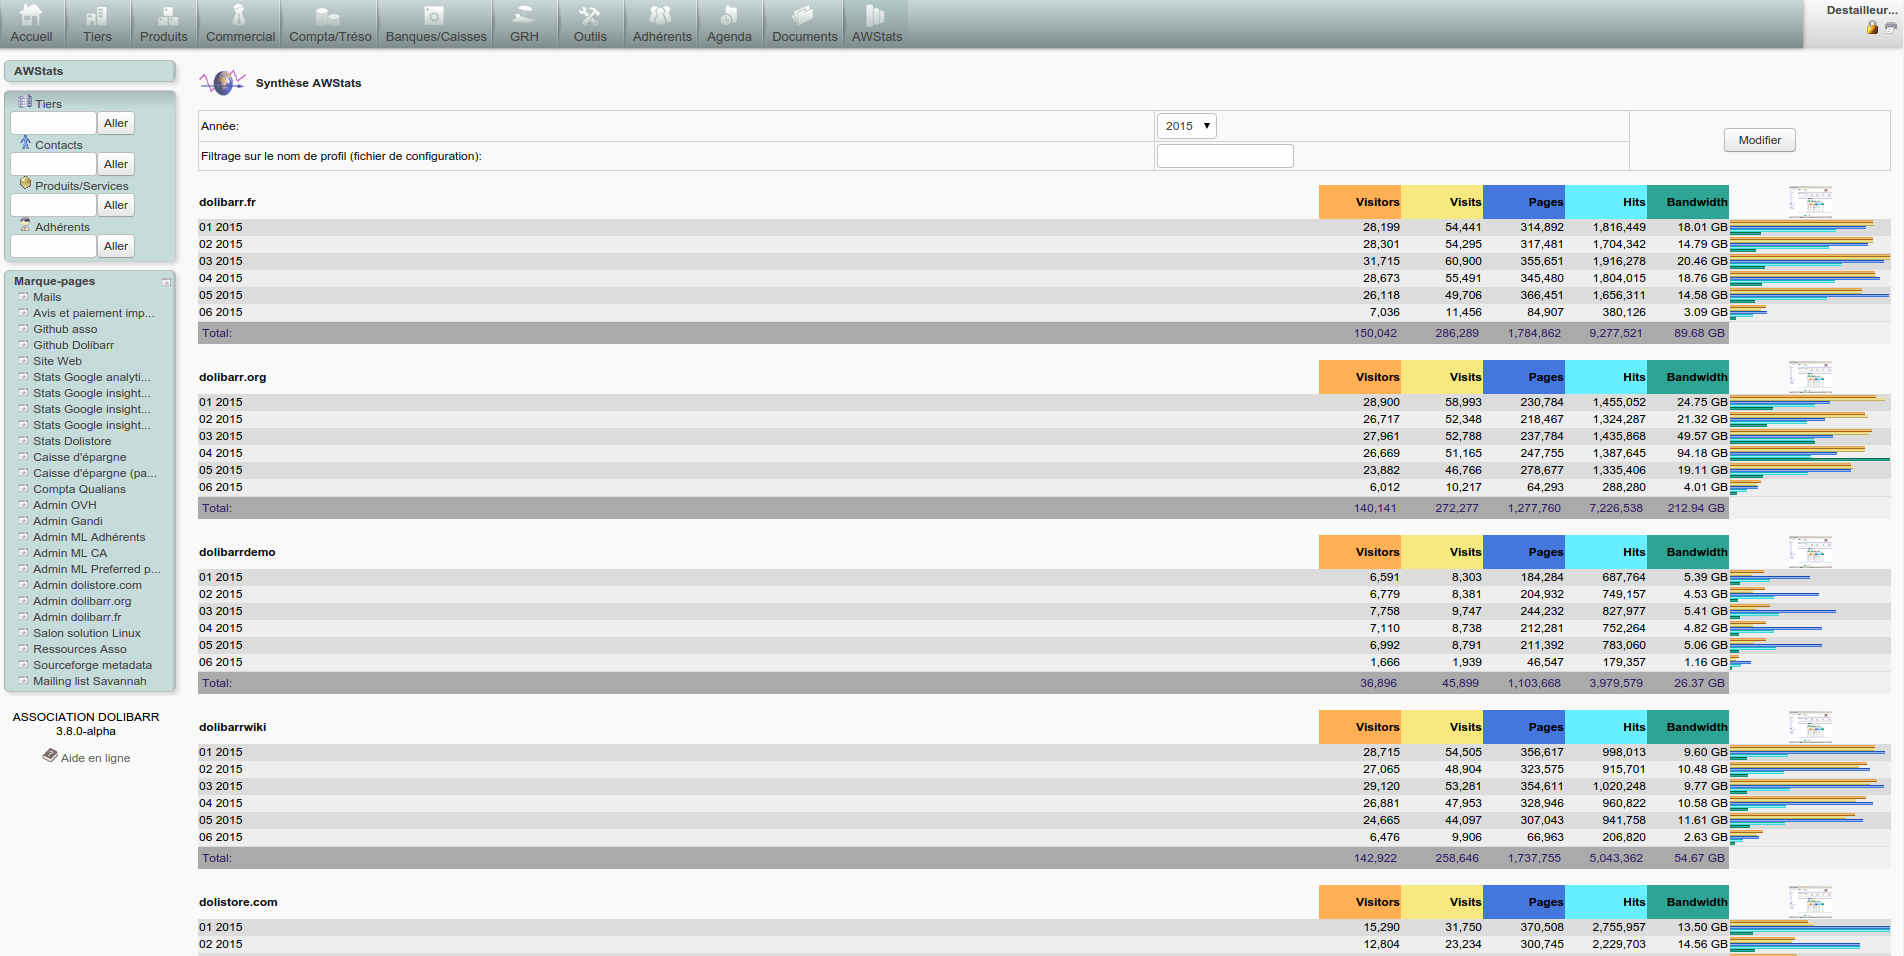 Accueil Tiers Produits Commercial Compta/Tréso Banques/Caisses GRH Outils Adhérents Agenda Documents AWStats
Destailleur...
AWStats
Tiers
Aller
Contacts
Aller
Produits/Services
Aller
Adhérents
Aller
Marque-pages
Mails
Avis et paiement imp...
Github asso
Github Dolibarr
Site Web
Stats Google analyti...
Stats Google insight...
Stats Google insight...
Stats Google insight...
Stats Dolistore
Caisse d'épargne
Caisse d'épargne (pa...
Compta Qualians
Admin OVH
Admin Gandi
Admin ML Adhérents
Admin ML CA
Admin ML Preferred p...
Admin dolistore.com
Admin dolibarr.org
Admin dolibarr.fr
Salon solution Linux
Ressources Asso
Sourceforge metadata
Mailing list Savannah
ASSOCIATION DOLIBARR
3.8.0-alpha
Aide en ligne
Synthèse AWStats
Année: 2015
Modifier
Filtrage sur le nom de profil (fichier de configuration):
dolibarr.fr Visitors Visits Pages Hits Bandwidth
01 2015 28,199 54,441 314,892 1,816,449 18.01 GB
02 2015 28,301 54,295 317,481 1,704,342 14.79 GB
03 2015 31,715 60,900 355,651 1,916,278 20.46 GB
04 2015 28,673 55,491 345,480 1,804,015 18.76 GB
05 2015 26,118 49,706 366,451 1,656,311 14.58 GB
06 2015 7,036 11,456 84,907 380,126 3.09 GB
Total: 150,042 286,289 1,784,862 9,277,521 89.68 GB
dolibarr.org Visitors Visits Pages Hits Bandwidth
01 2015 28,900 58,993 230,784 1,455,052 24.75 GB
02 2015 26,717 52,348 218,467 1,324,287 21.32 GB
03 2015 27,961 52,788 237,784 1,435,868 49.57 GB
04 2015 26,669 51,165 247,755 1,387,645 94.18 GB
05 2015 23,882 46,766 278,677 1,335,406 19.11 GB
06 2015 6,012 10,217 64,293 288,280 4.01 GB
Total: 140,141 272,277 1,277,760 7,226,538 212.94 GB
dolibarrdemo Visitors Visits Pages Hits Bandwidth
01 2015 6,591 8,303 184,284 687,764 5.39 GB
02 2015 6,779 8,381 204,932 749,157 4.53 GB
03 2015 7,758 9,747 244,232 827,977 5.41 GB
04 2015 7,110 8,738 212,281 752,264 4.82 GB
05 2015 6,992 8,791 211,392 783,060 5.06 GB
06 2015 1,666 1,939 46,547 179,357 1.16 GB
Total: 36,896 45,899 1,103,668 3,979,579 26.37 GB
dolibarrwiki Visitors Visits Pages Hits Bandwidth
01 2015 28,715 54,505 356,617 998,013 9.60 GB
02 2015 27,065 48,904 323,575 915,701 10.48 GB
03 2015 29,120 53,281 354,611 1,020,248 9.77 GB
04 2015 26,881 47,953 328,946 960,822 10.58 GB
05 2015 24,665 44,097 307,043 941,758 11.61 GB
06 2015 6,476 9,906 66,963 206,820 2.63 GB
Total: 142,922 258,646 1,737,755 5,043,362 54.67 GB
dolistore.com Visitors Visits Pages Hits Bandwidth
01 2015 15,290 31,750 370,508 2,755,957 13.50 GB
02 2015 12,804 23,234 300,745 2,229,703 14.56 GB